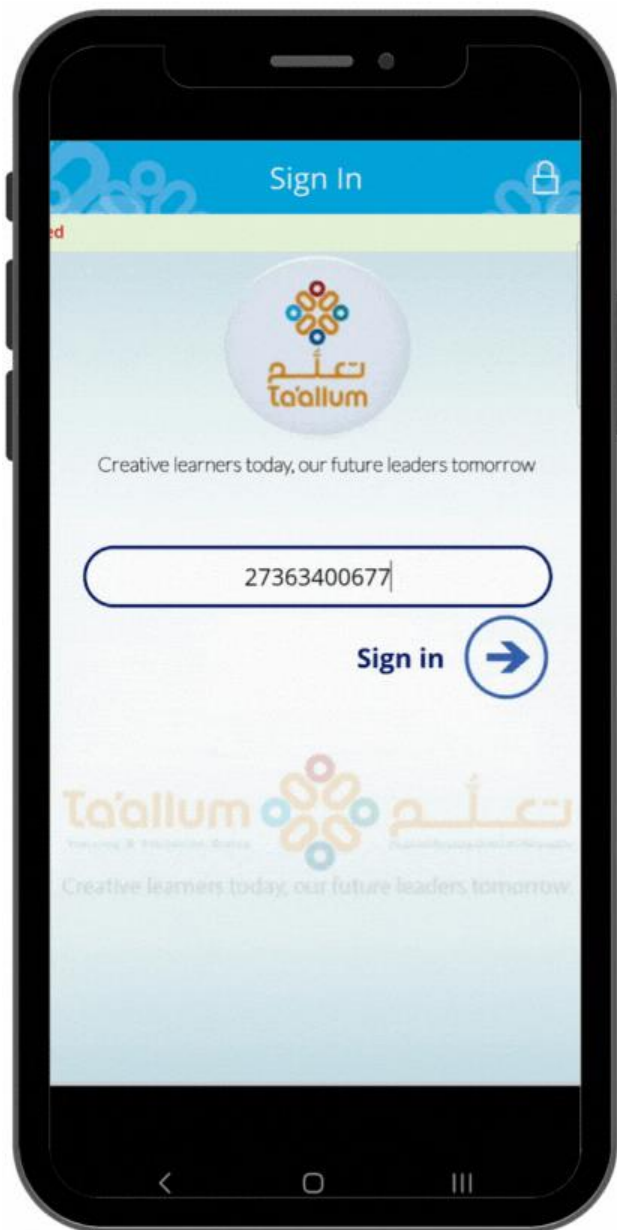 Sign In
ed
تعلّم
Ta'allum
Creative learners today, our future leaders tomorrow
27363400677
Sign in
Ta'allum تعلّم
Creative learners today, our future leaders tomorrow